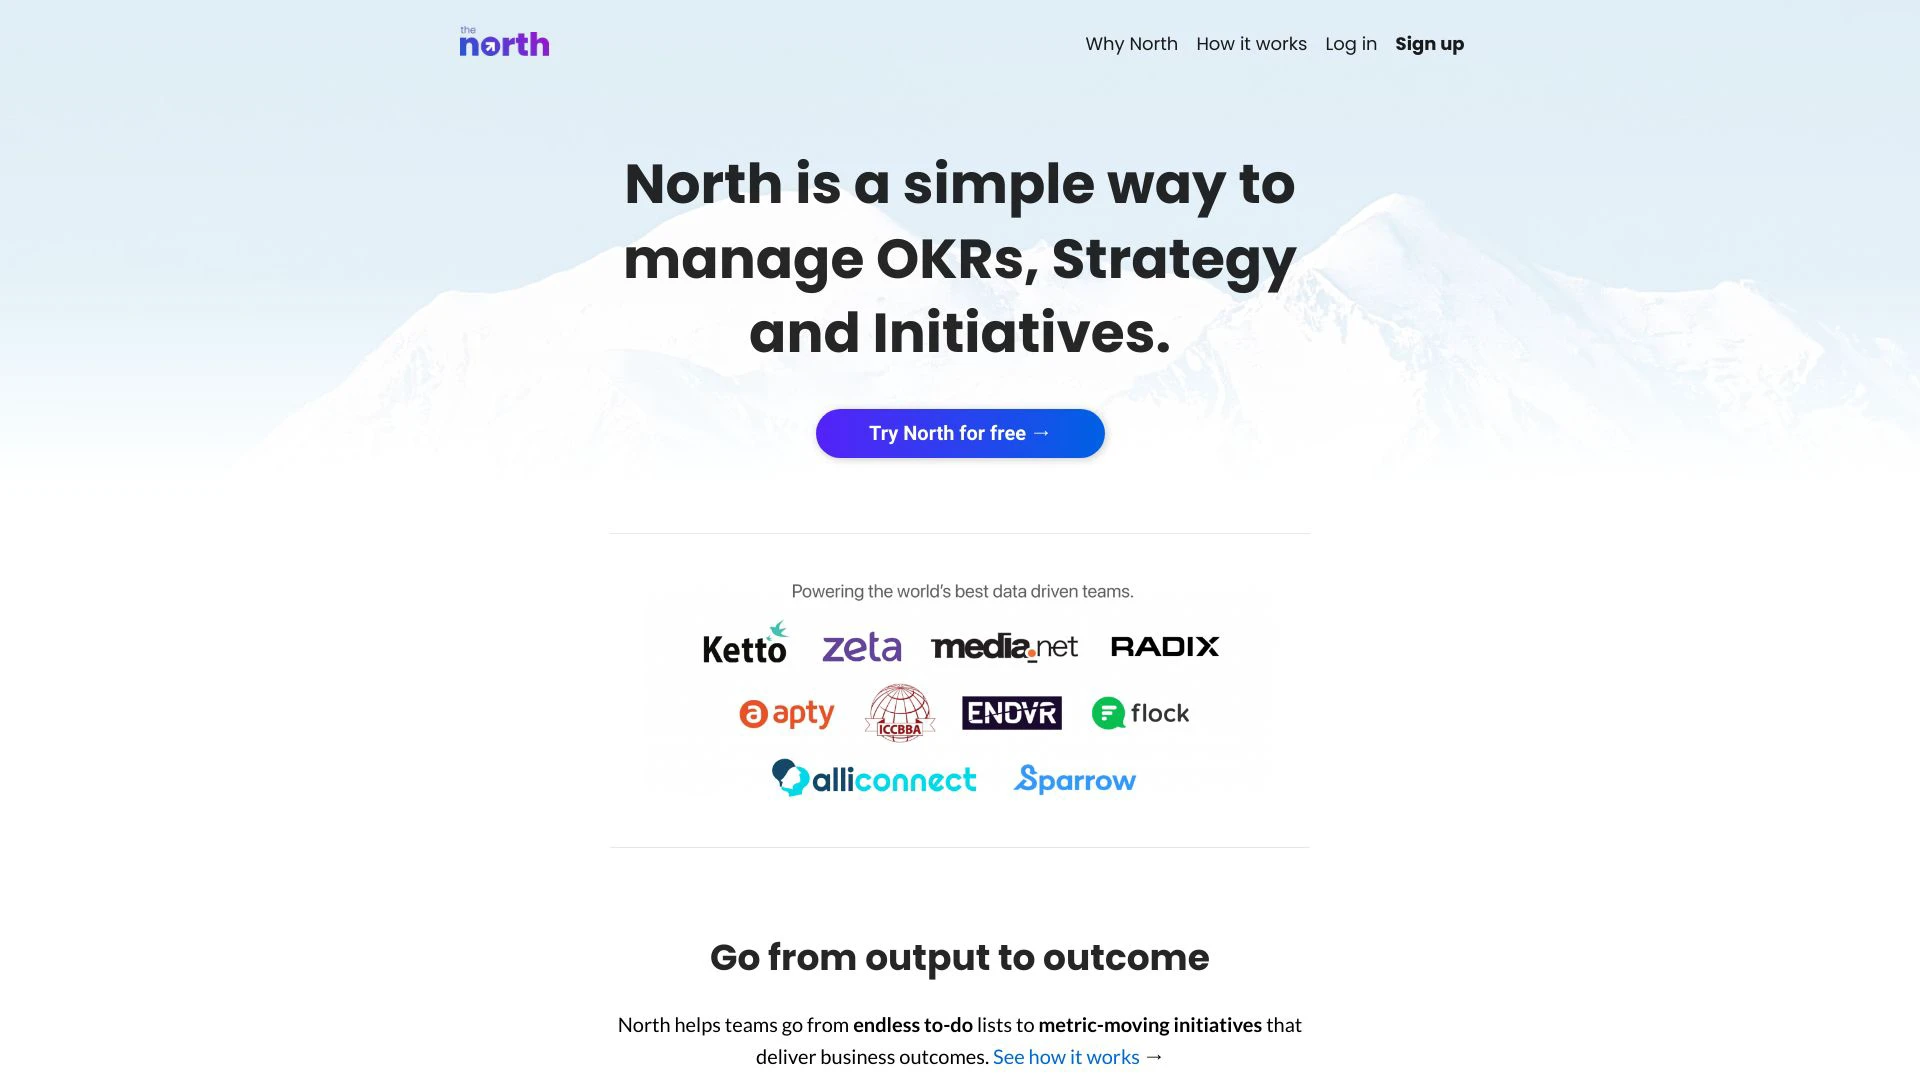 the
north
Why North How it works Log in Sign up
North is a simple way to
manage OKRs, Strategy
and Initiatives.
Try North for free →
Powering the world's best data driven teams.
Ketto zeta media.net RADIX
a apty ICCBBA ENDVR flock
alliconnect Sparrow
Go from output to outcome
North helps teams go from endless to-do lists to metric-moving initiatives that
deliver business outcomes. See how it works →